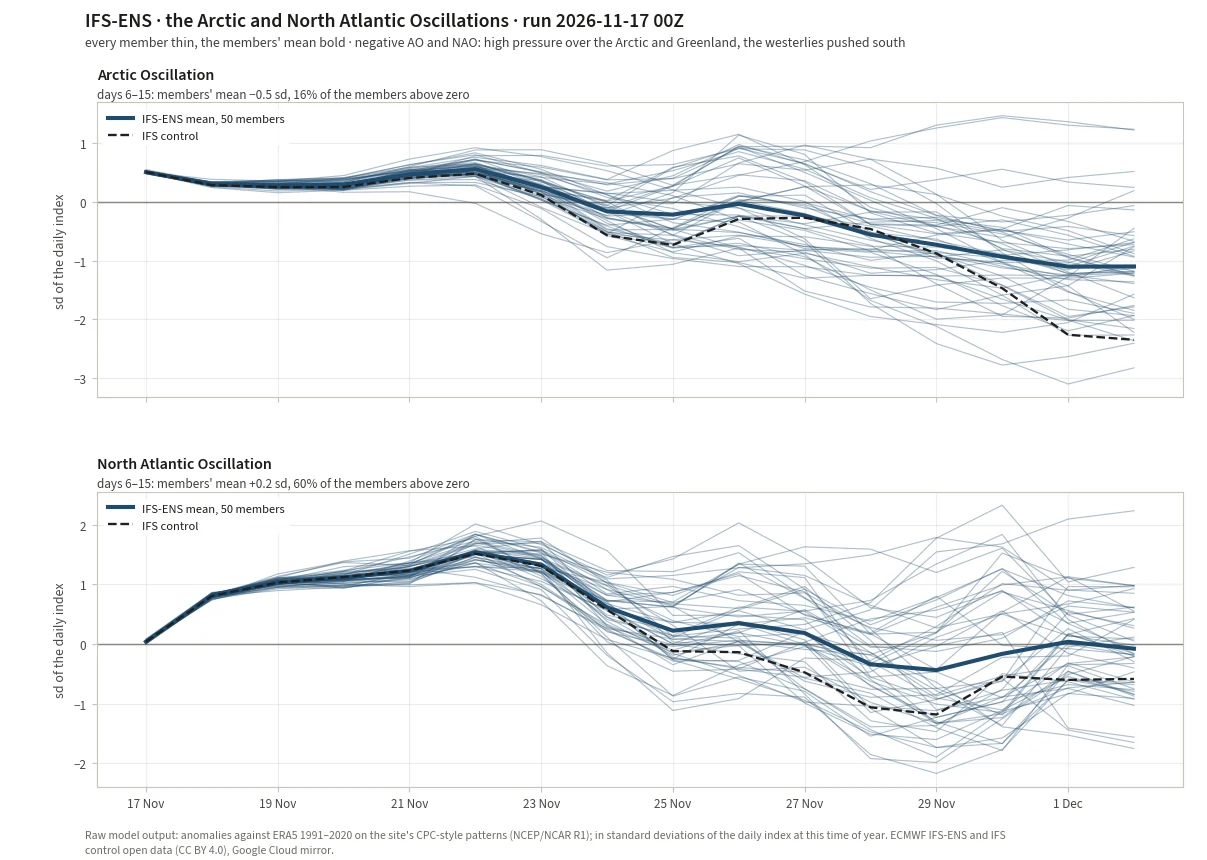 IFS-ENS · the Arctic and North Atlantic Oscillations · run 2026-11-17 00Z
every member thin, the members' mean bold · negative AO and NAO: high pressure over the Arctic and Greenland, the westerlies pushed south
Arctic Oscillation
days 6–15: members' mean −0.5 sd, 16% of the members above zero
IFS-ENS mean, 50 members
IFS control
1
0
−1
−2
−3
sd of the daily index
North Atlantic Oscillation
days 6–15: members' mean +0.2 sd, 60% of the members above zero
IFS-ENS mean, 50 members
IFS control
2
1
0
−1
−2
sd of the daily index
17 Nov 19 Nov 21 Nov 23 Nov 25 Nov 27 Nov 29 Nov 1 Dec
Raw model output: anomalies against ERA5 1991–2020 on the site's CPC-style patterns (NCEP/NCAR R1); in standard deviations of the daily index at this time of year. ECMWF IFS-ENS and IFS
control open data (CC BY 4.0), Google Cloud mirror.